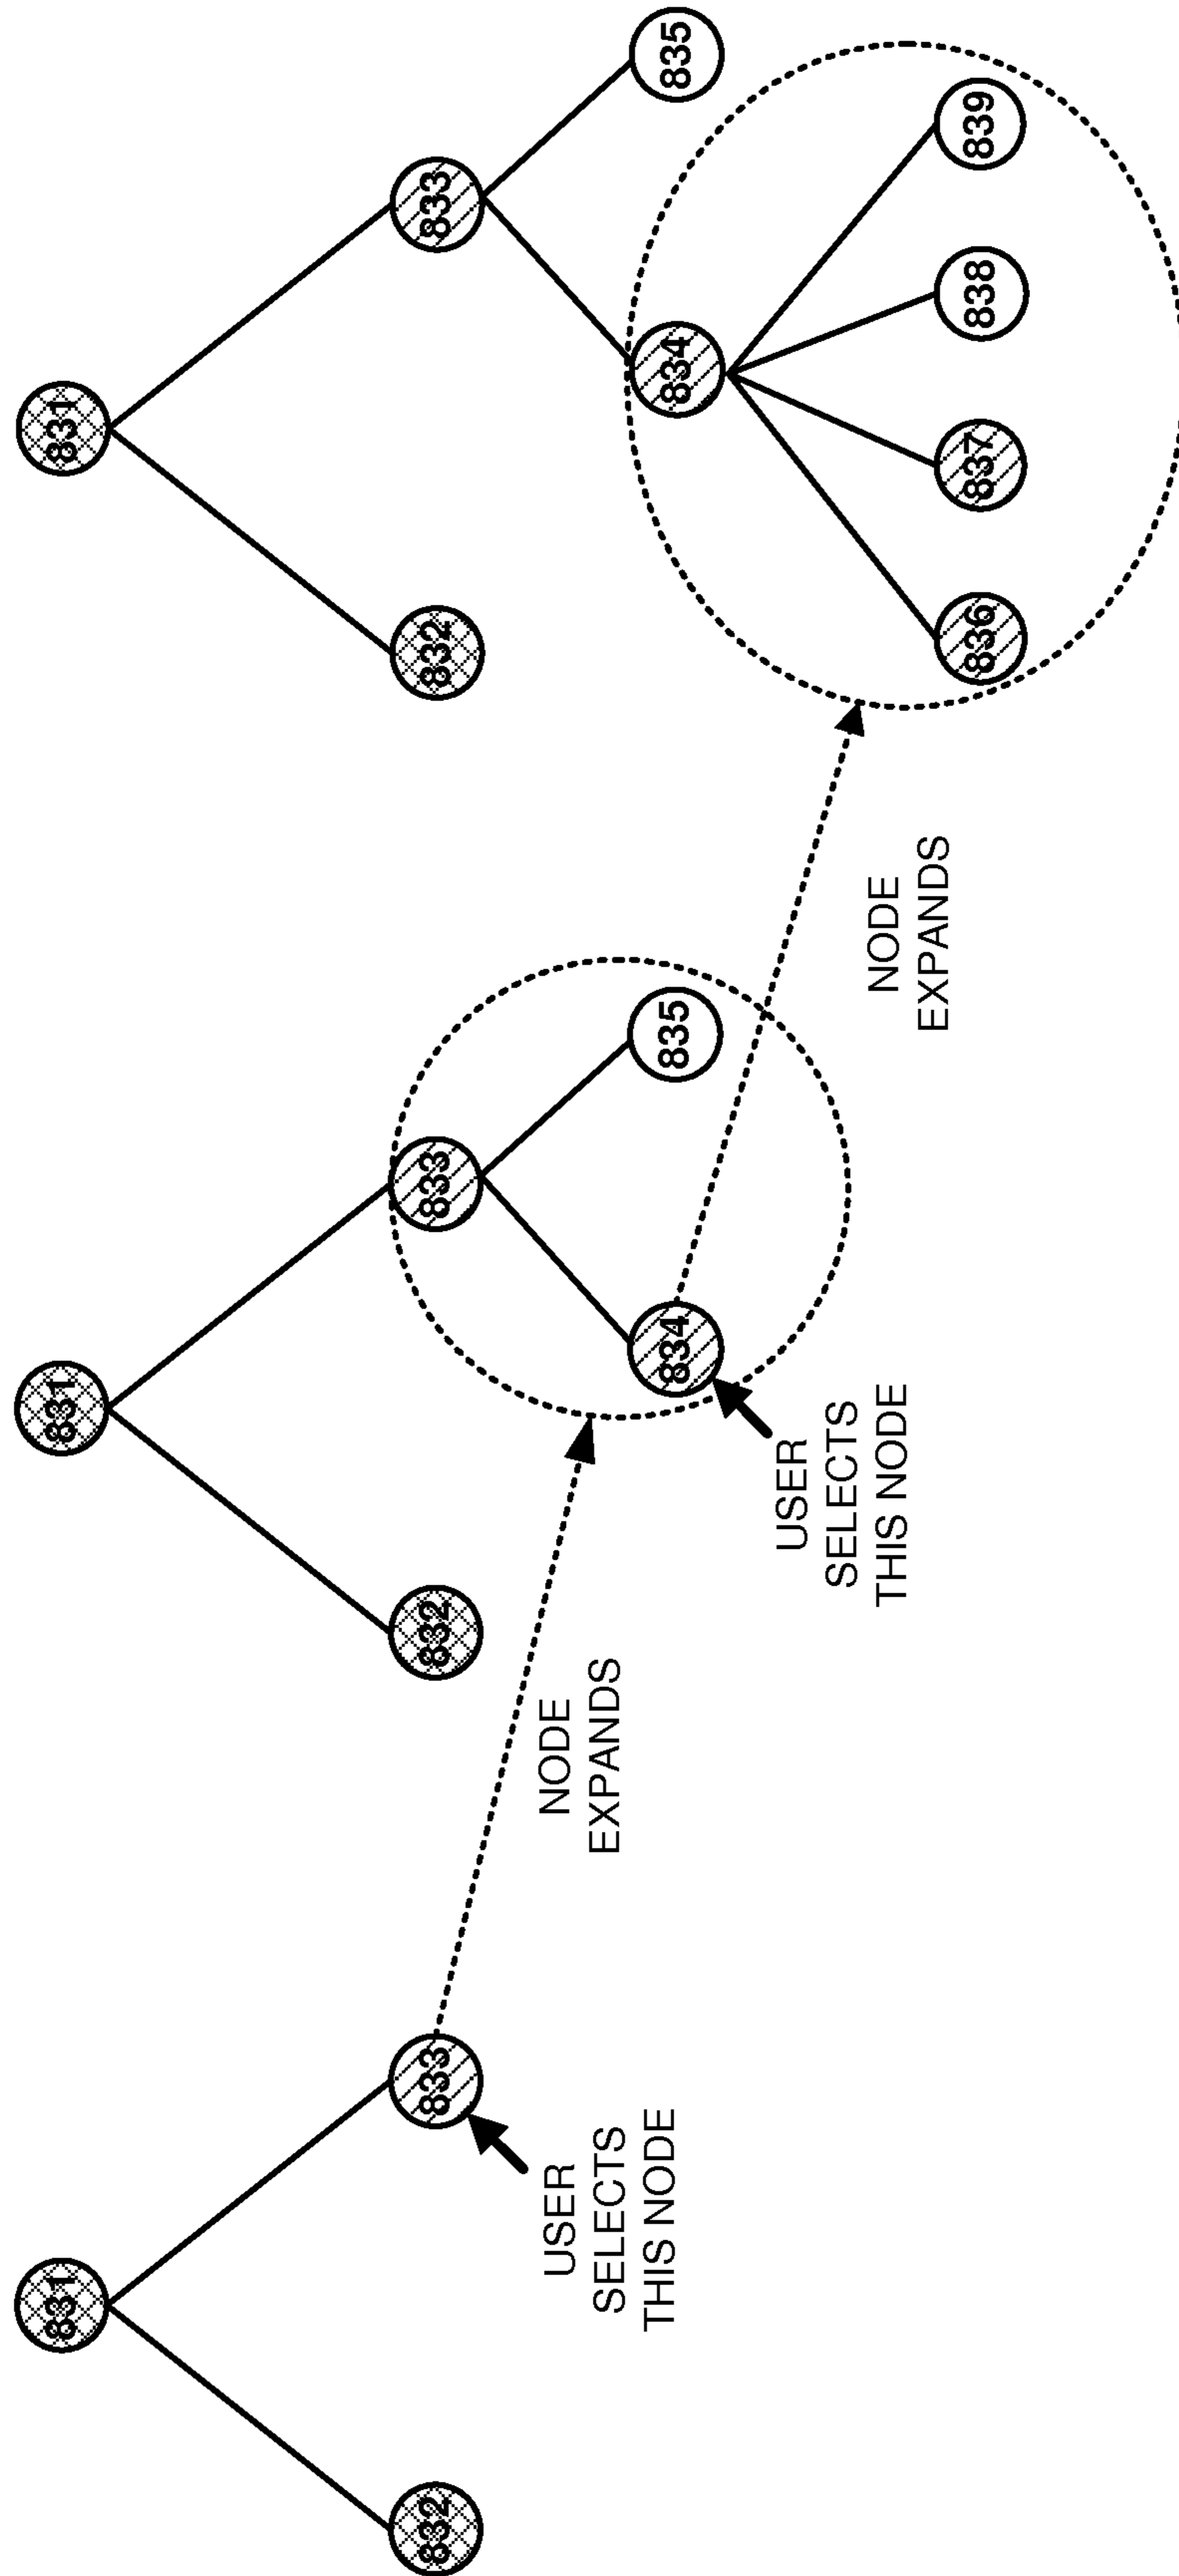 831
832
833
USER
SELECTS
THIS NODE
NODE
EXPANDS
831
832
833
834
835
USER
SELECTS
THIS NODE
NODE
EXPANDS
831
832
833
834
835
836
837
838
839